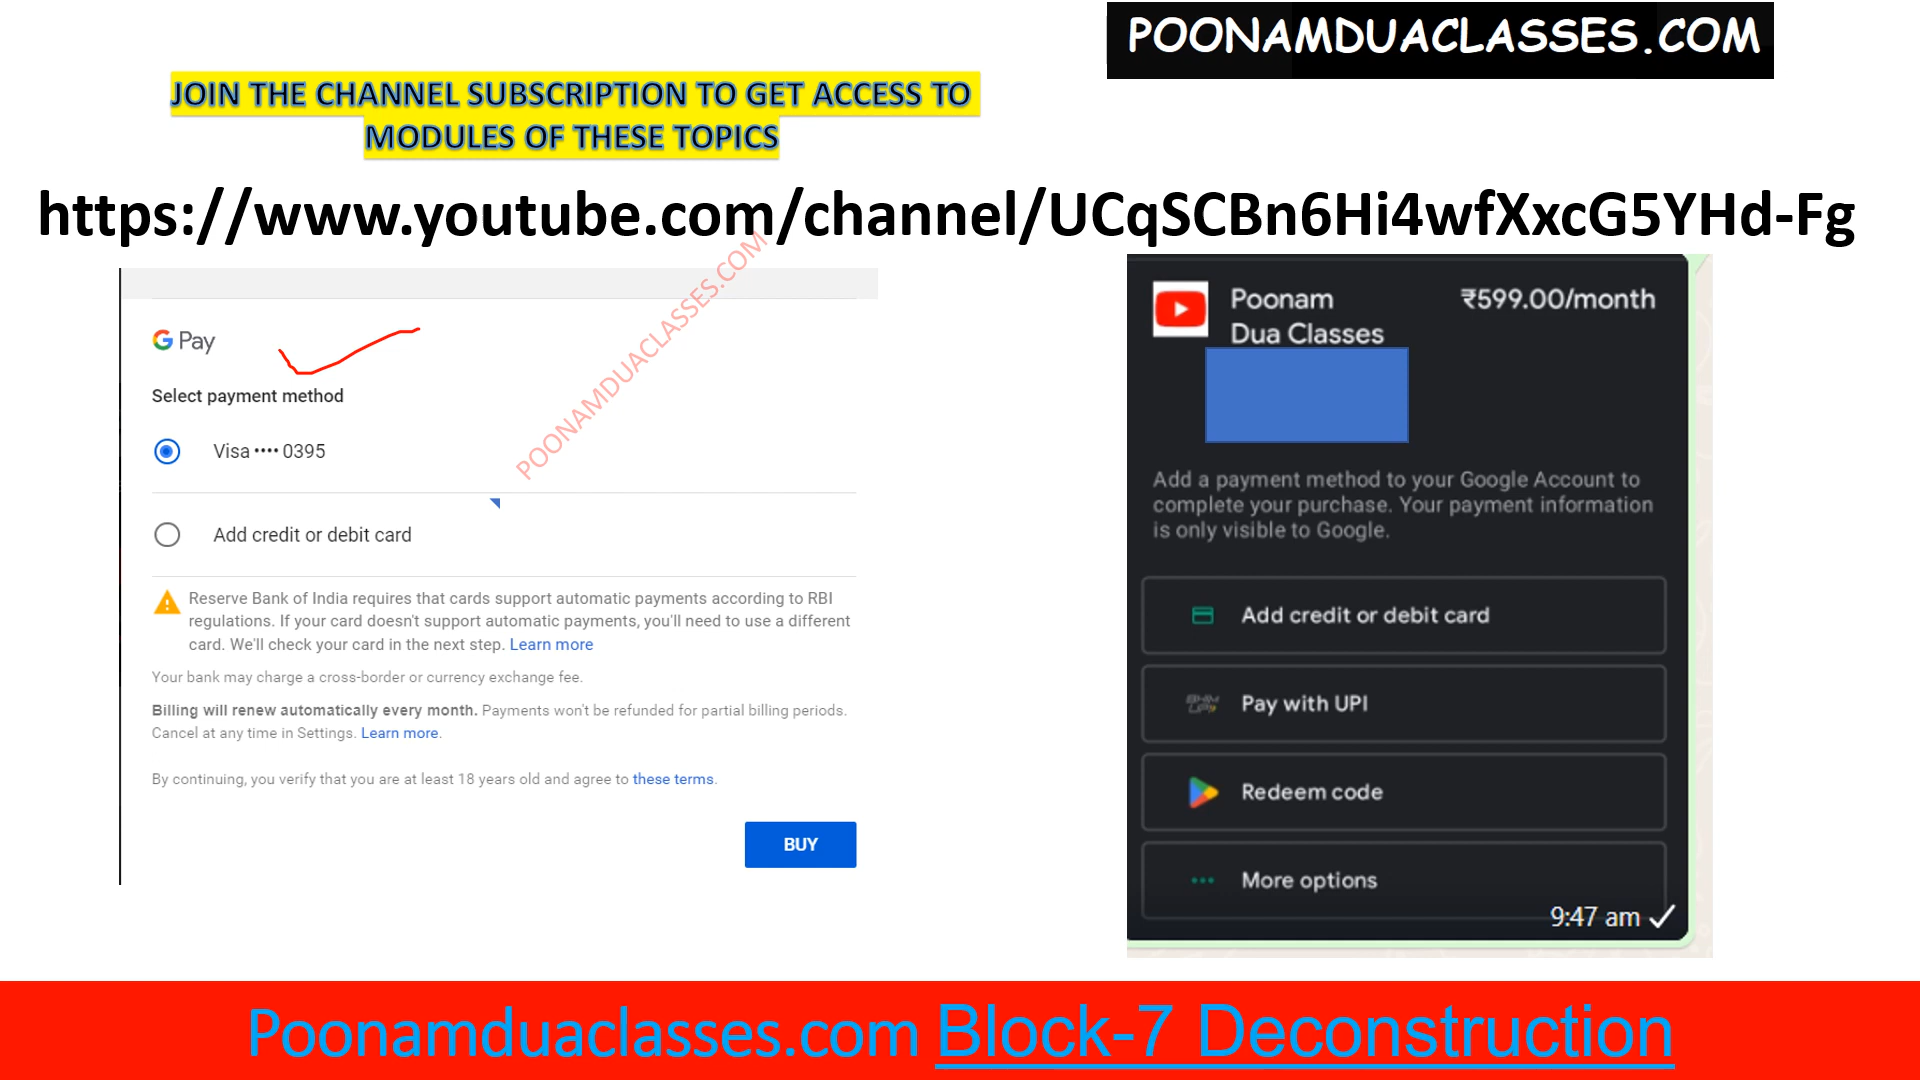 POONAMDUACLASSES.COM
JOIN THE CHANNEL SUBSCRIPTION TO GET ACCESS TO
MODULES OF THESE TOPICS
https://www.youtube.com/channel/UCqSCBn6Hi4wfXxcG5YHd-Fg
POONAMDUACLASSES.COM
G Pay
Select payment method
Visa •••• 0395
Add credit or debit card
Reserve Bank of India requires that cards support automatic payments according to RBI
regulations. If your card doesn't support automatic payments, you'll need to use a different
card. We'll check your card in the next step. Learn more
Your bank may charge a cross-border or currency exchange fee.
Billing will renew automatically every month. Payments won't be refunded for partial billing periods.
Cancel at any time in Settings. Learn more.
By continuing, you verify that you are at least 18 years old and agree to these terms.
BUY
Poonam
Dua Classes
₹599.00/month
Add a payment method to your Google Account to
complete your purchase. Your payment information
is only visible to Google.
Add credit or debit card
Pay with UPI
Redeem code
More options
9:47 am
Poonamduaclasses.com Block-7 Deconstruction